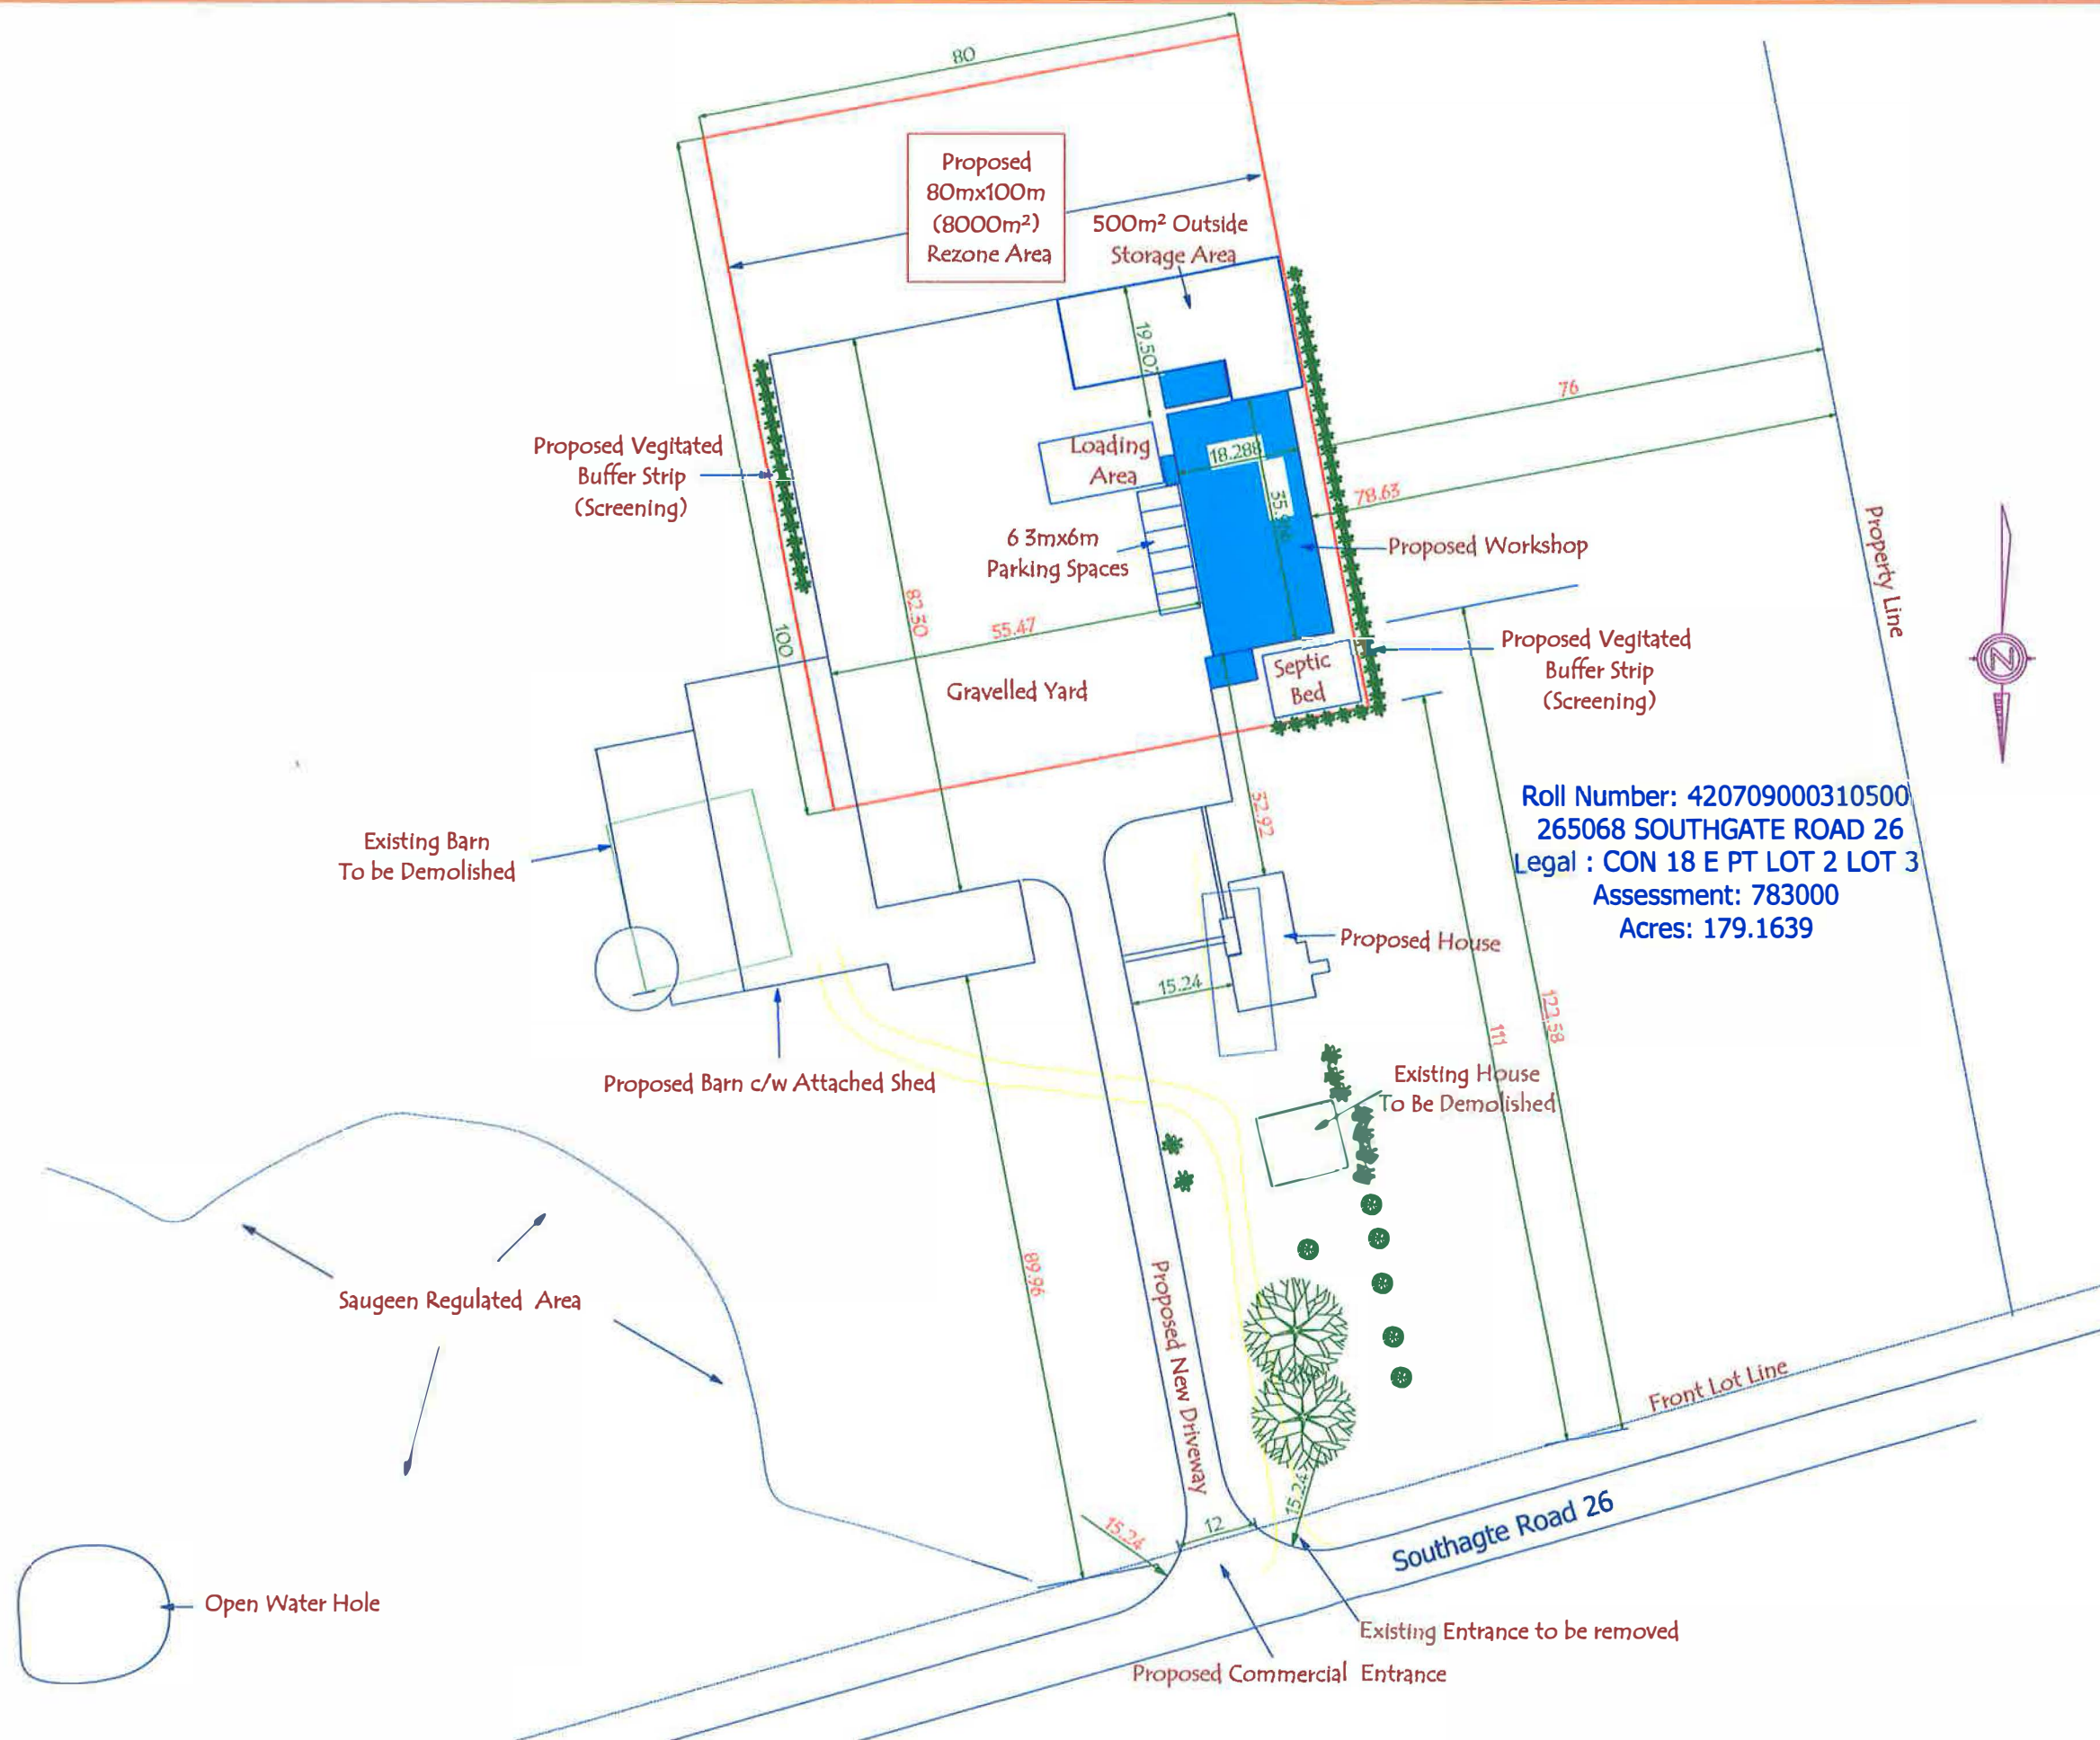 80
Proposed
80mx100m
(8000m²)
Rezone Area
500m² Outside
Storage Area
19.507
76
78.63
Loading
Area
18.288
Proposed Vegitated
Buffer Strip
(Screening)
6 3mx6m
Parking Spaces
Proposed Workshop
Property Line
N
82.30
55.47
100
Gravelled Yard
Septic
Bed
Proposed Vegitated
Buffer Strip
(Screening)
Roll Number: 420709000310500
265068 SOUTHGATE ROAD 26
Legal : CON 18 E PT LOT 2 LOT 3
Assessment: 783000
Acres: 179.1639
32.92
Existing Barn
To be Demolished
Proposed House
15.24
111
122.58
Proposed Barn c/w Attached Shed
Existing House
To Be Demolished
89.96
Saugeen Regulated Area
Proposed New Driveway
Front Lot Line
15.24
12
15.24
Southagte Road 26
Open Water Hole
Existing Entrance to be removed
Proposed Commercial Entrance